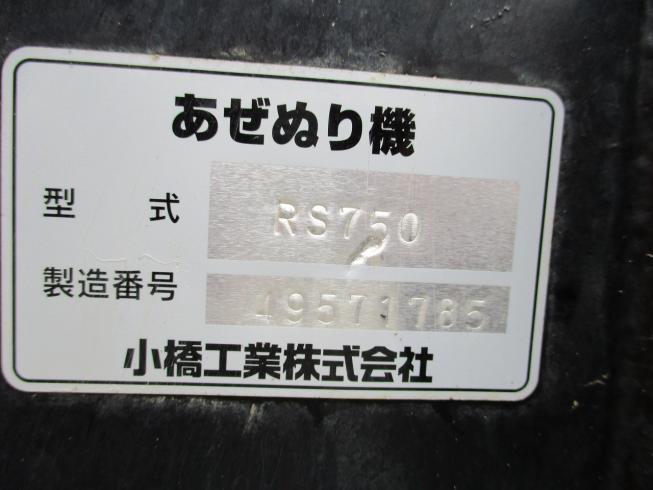 あぜぬり機
型 式 RS750
製造番号 49571785
小橋工業株式会社